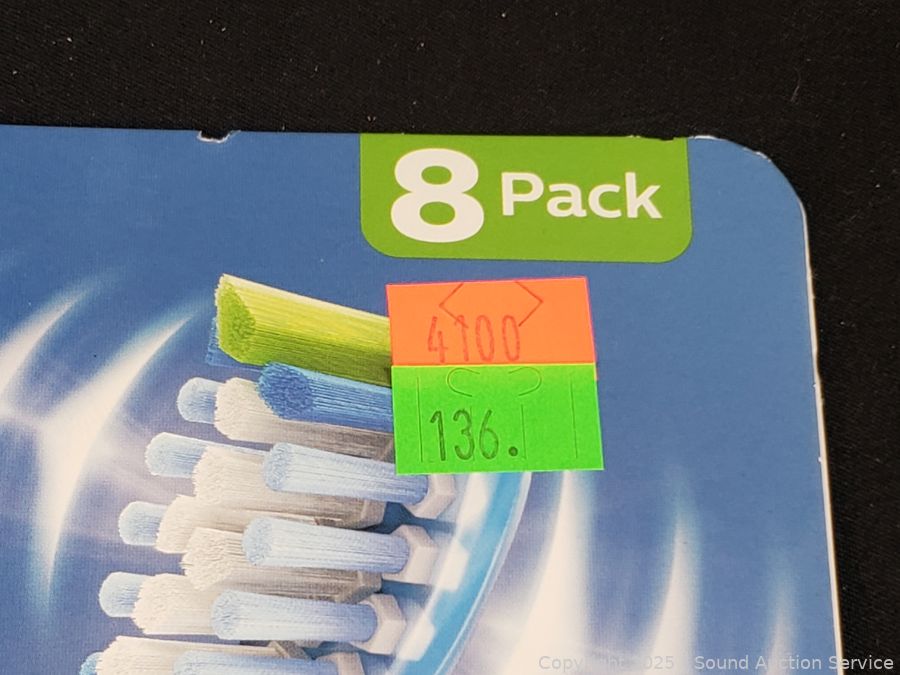 8 Pack
4100
136.
Copyright 2025 - Sound Auction Service